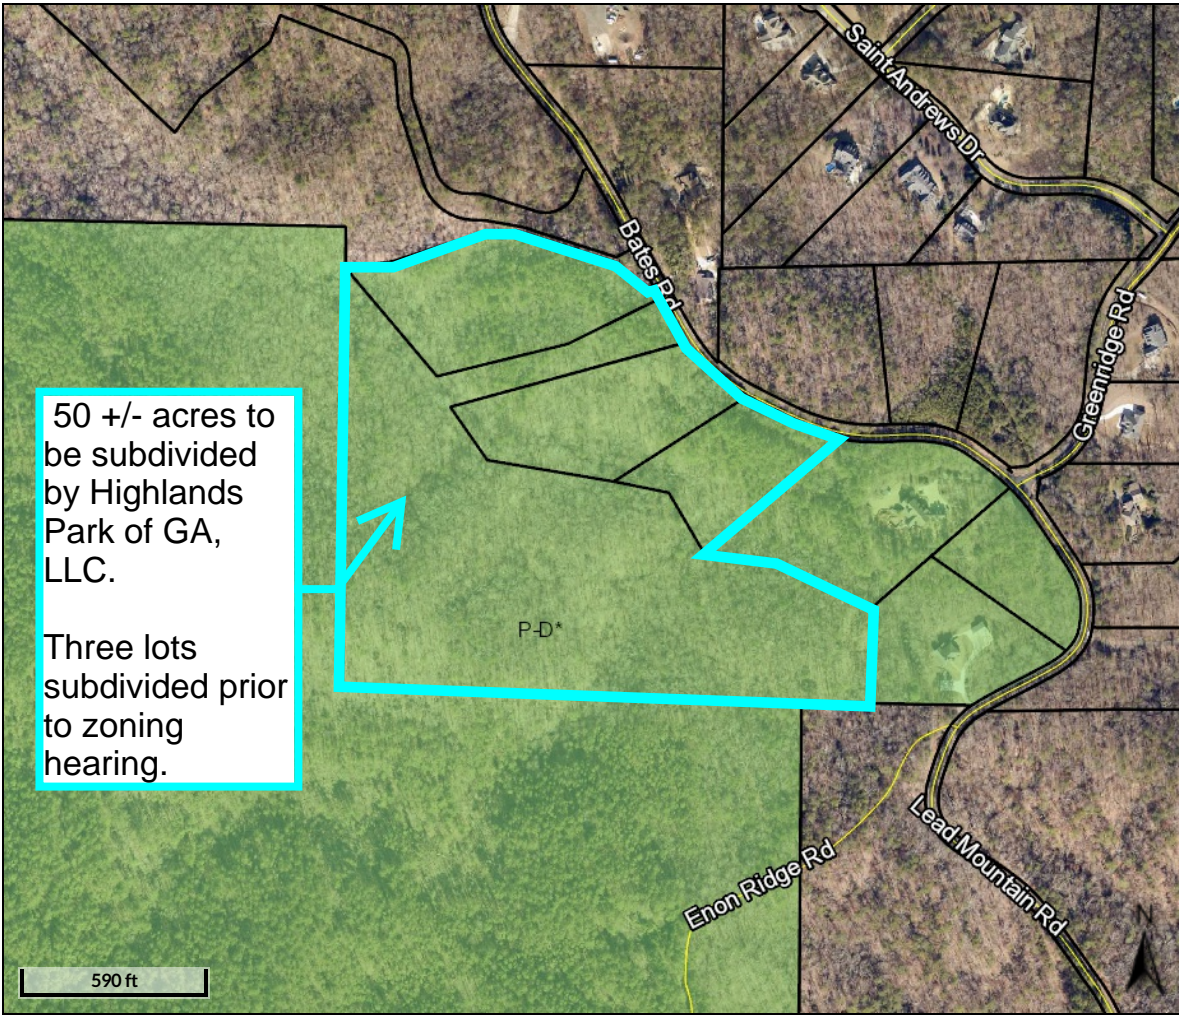 Saint Andrews Dr
Bates Rd
Greenridge Rd
50 +/- acres to
be subdivided
by Highlands
Park of GA,
LLC.
Three lots
subdivided prior
to zoning
hearing.
P-D*
Enon Ridge Rd
Lead Mountain Rd
N
590 ft